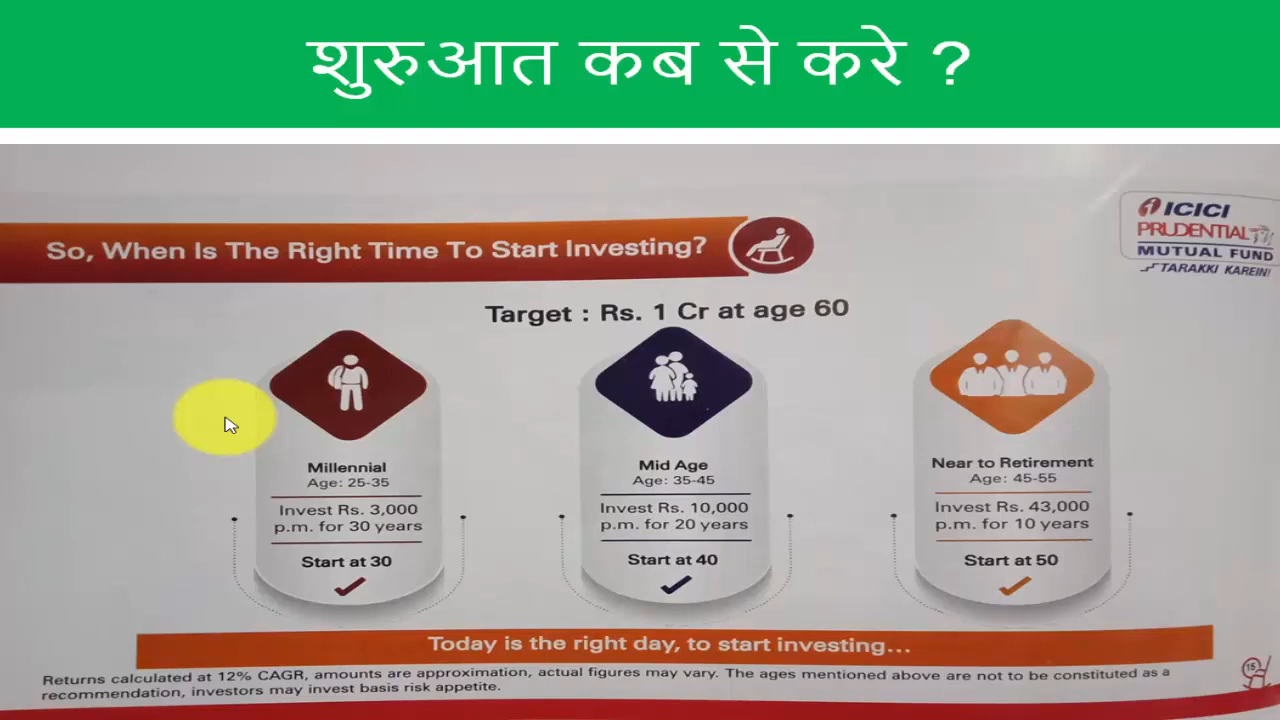 शुरुआत कब से करे ?
So, When Is The Right Time To Start Investing?
ICICI
PRUDENTIAL
MUTUAL FUND
TARAKKI KAREIN!
Target : Rs. 1 Cr at age 60
Millennial
Age: 25-35
Invest Rs. 3,000
p.m. for 30 years
Start at 30
Mid Age
Age: 35-45
Invest Rs. 10,000
p.m. for 20 years
Start at 40
Near to Retirement
Age: 45-55
Invest Rs. 43,000
p.m. for 10 years
Start at 50
Today is the right day, to start investing...
Returns calculated at 12% CAGR, amounts are approximation, actual figures may vary. The ages mentioned above are not to be constituted as a
recommendation, investors may invest basis risk appetite.
15